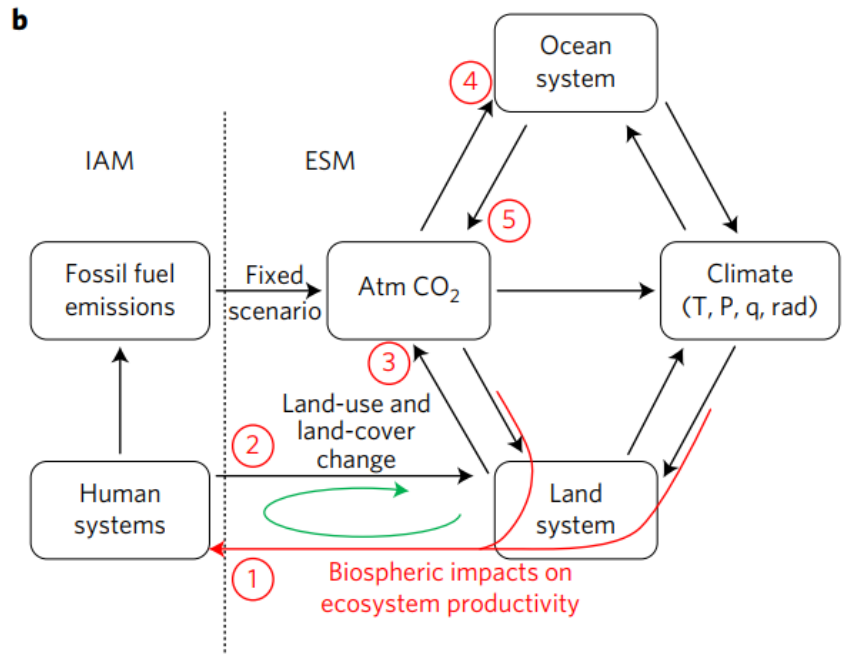 b
Ocean
system
4
IAM
ESM
5
Fossil fuel
emissions
Fixed
scenario
Atm CO₂
Climate
(T, P, q, rad)
3
Land-use and
land-cover
change
2
Human
systems
Land
system
1
Biospheric impacts on
ecosystem productivity